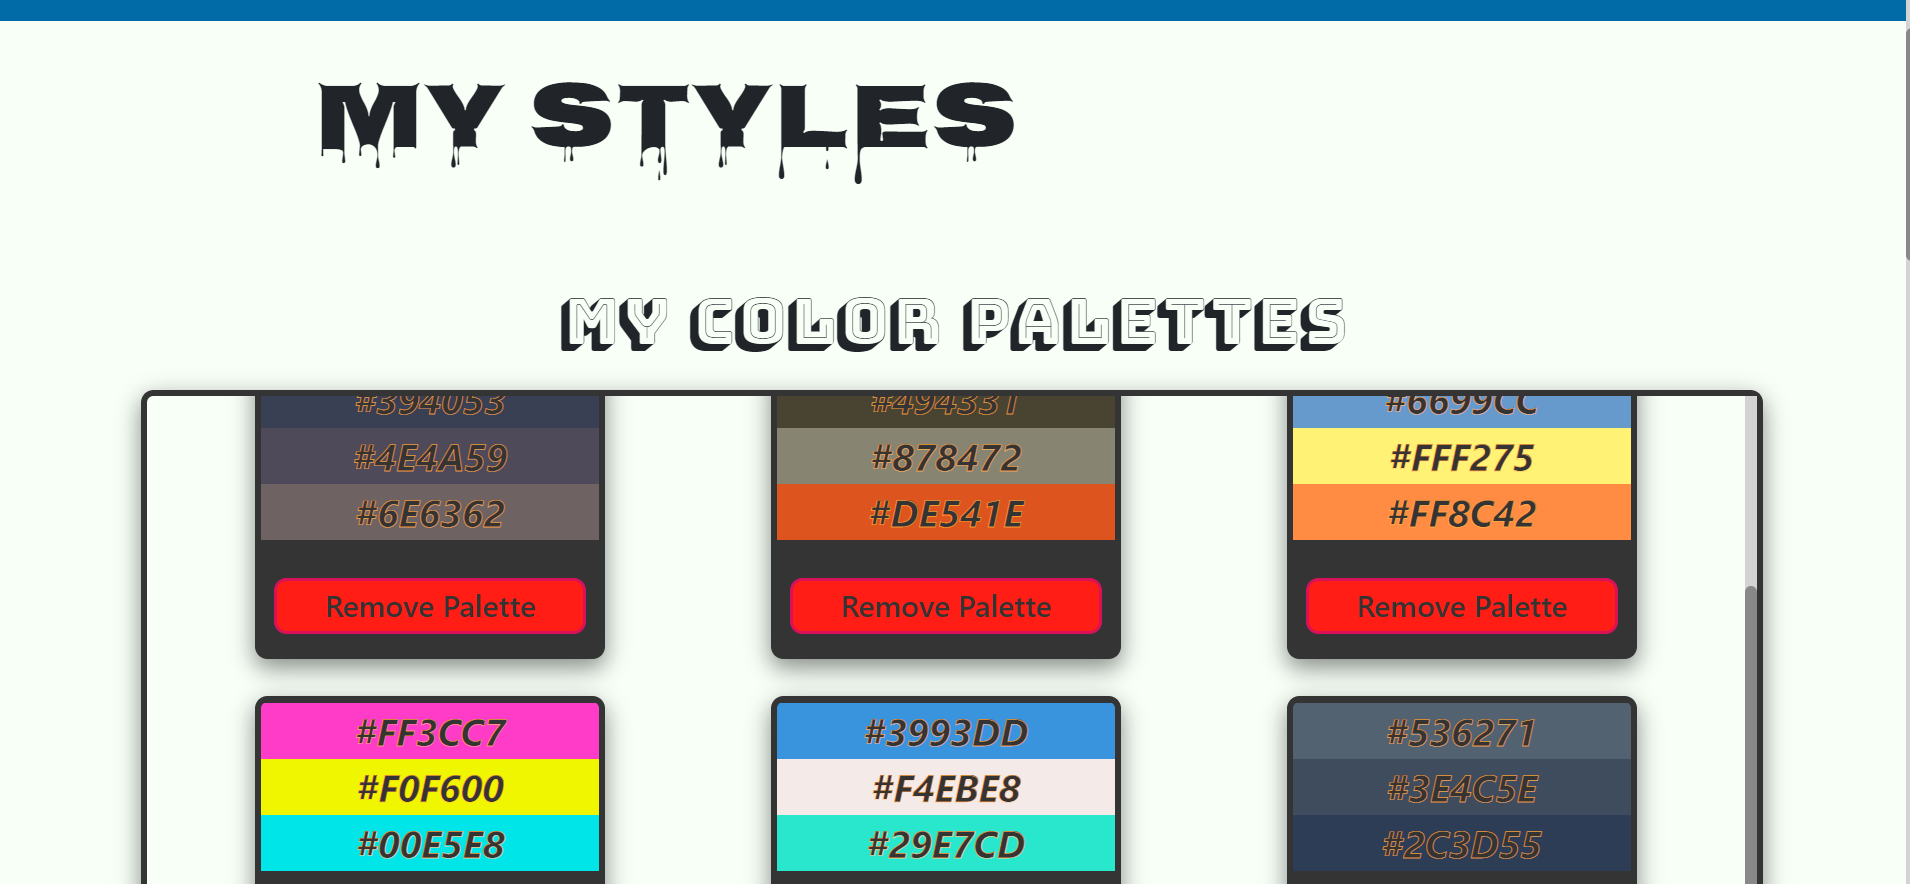 MY STYLES
MY COLOR PALETTES
#394053 #494331 #6699CC
#4E4A59 #878472 #FFF275
#6E6362 #DE541E #FF8C42
Remove Palette Remove Palette Remove Palette
#FF3CC7 #3993DD #536271
#F0F600 #F4EBE8 #3E4C5E
#00E5E8 #29E7CD #2C3D55